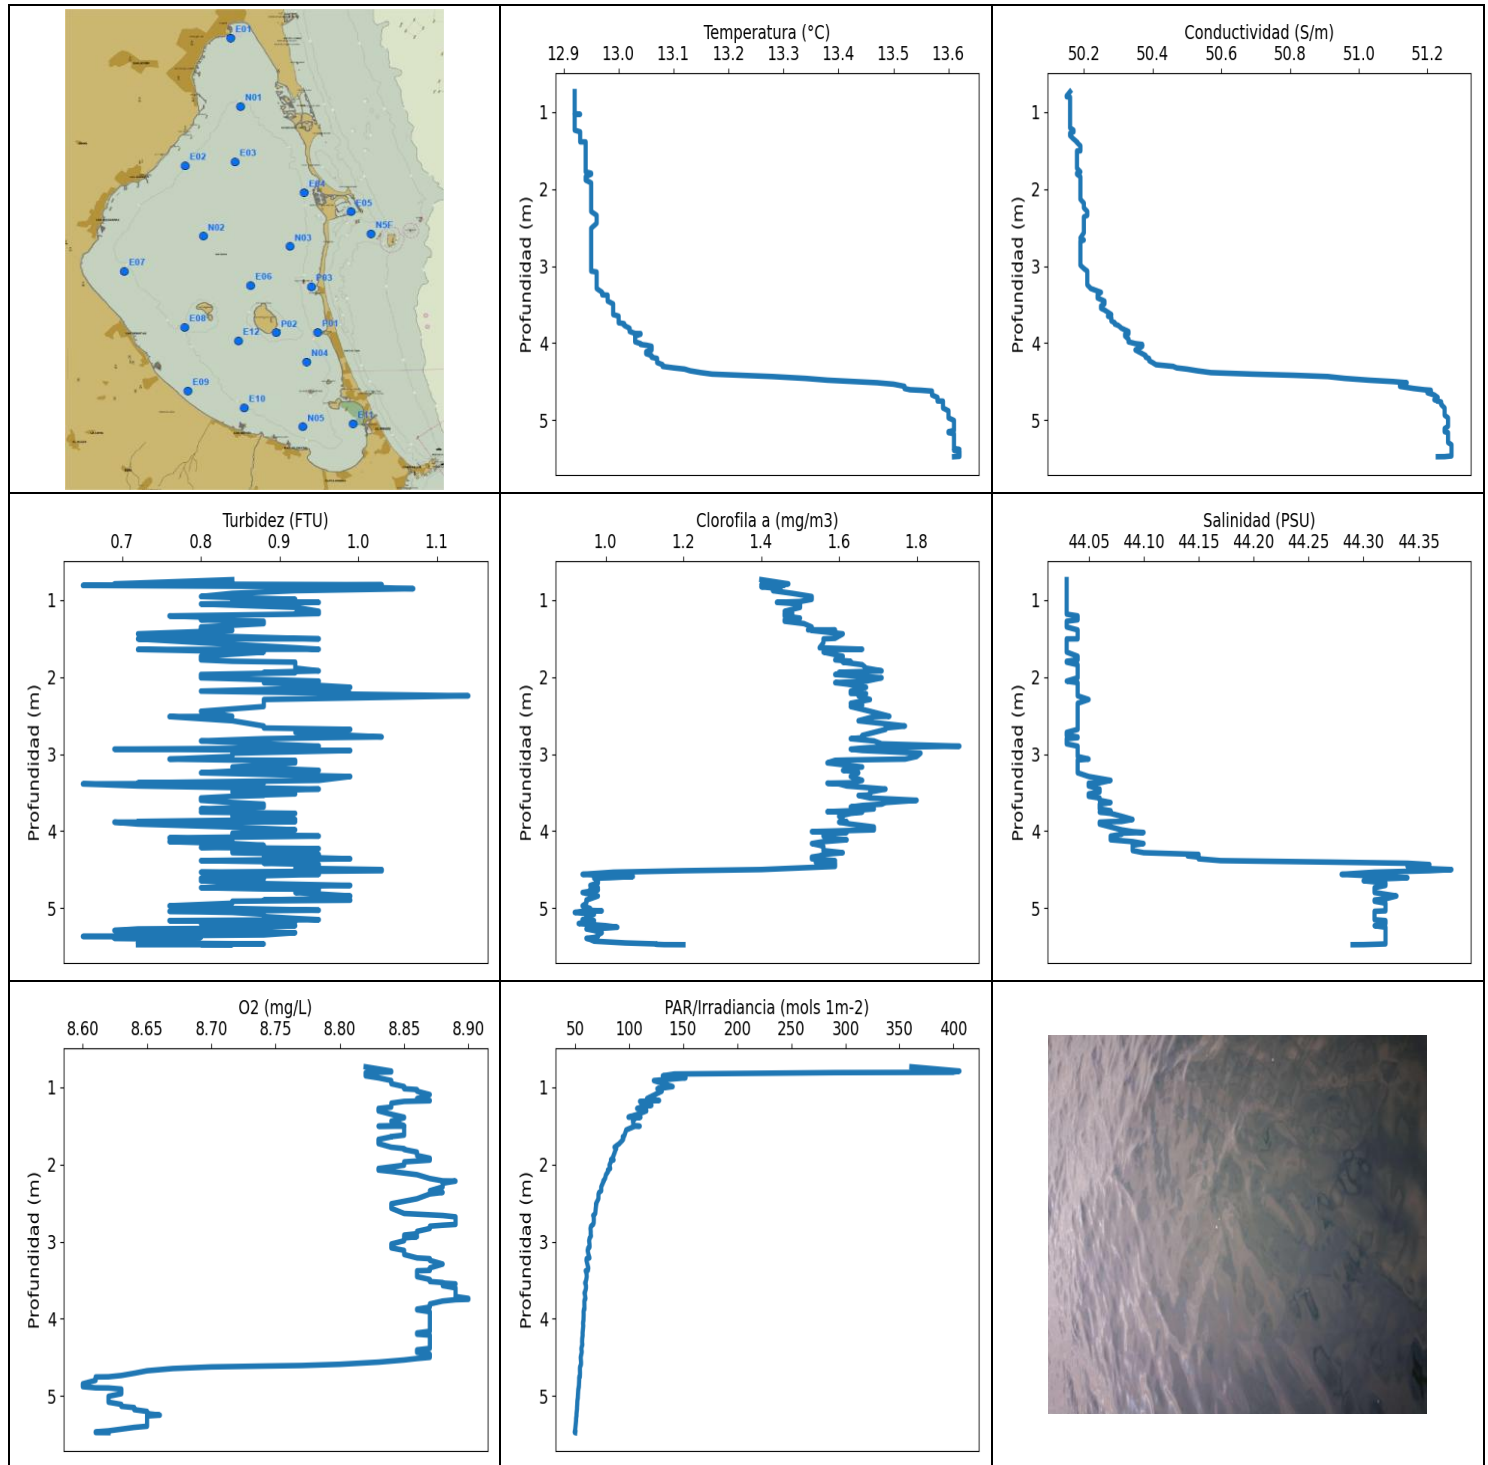 E01
N01
E02
E03
E04
E05
N5E
N02
N03
E07
E06
P03
E08
E12
P02
P01
N04
E09
E10
N05
E11
Temperatura (°C)
12.9 13.0 13.1 13.2 13.3 13.4 13.5 13.6
Profundidad (m)
1
2
3
4
5
Conductividad (S/m)
50.2 50.4 50.6 50.8 51.0 51.2
Profundidad (m)
1
2
3
4
5
Turbidez (FTU)
0.7 0.8 0.9 1.0 1.1
Profundidad (m)
1
2
3
4
5
Clorofila a (mg/m3)
1.0 1.2 1.4 1.6 1.8
Profundidad (m)
1
2
3
4
5
Salinidad (PSU)
44.05 44.10 44.15 44.20 44.25 44.30 44.35
Profundidad (m)
1
2
3
4
5
O2 (mg/L)
8.60 8.65 8.70 8.75 8.80 8.85 8.90
Profundidad (m)
1
2
3
4
5
PAR/Irradiancia (mols 1m-2)
50 100 150 200 250 300 350 400
Profundidad (m)
1
2
3
4
5